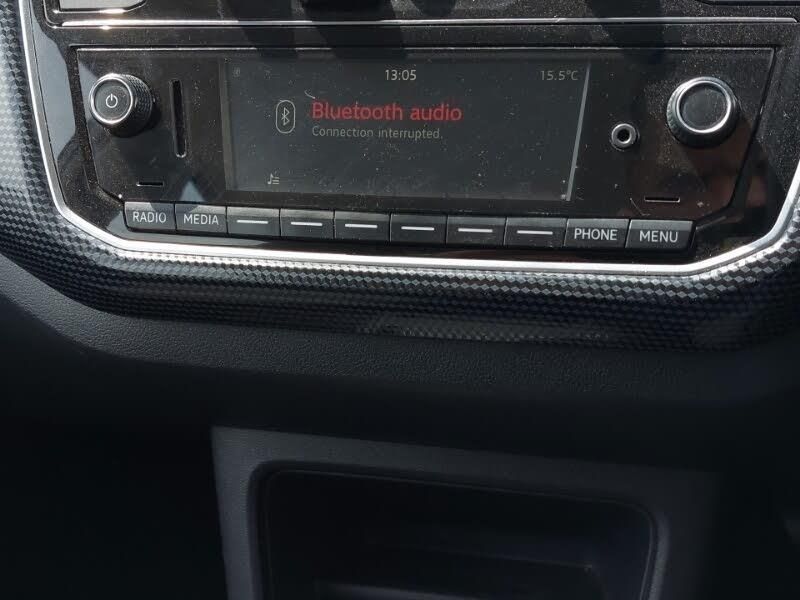 13:05 15.5°C
Bluetooth audio
Connection interrupted.
RADIO MEDIA PHONE MENU